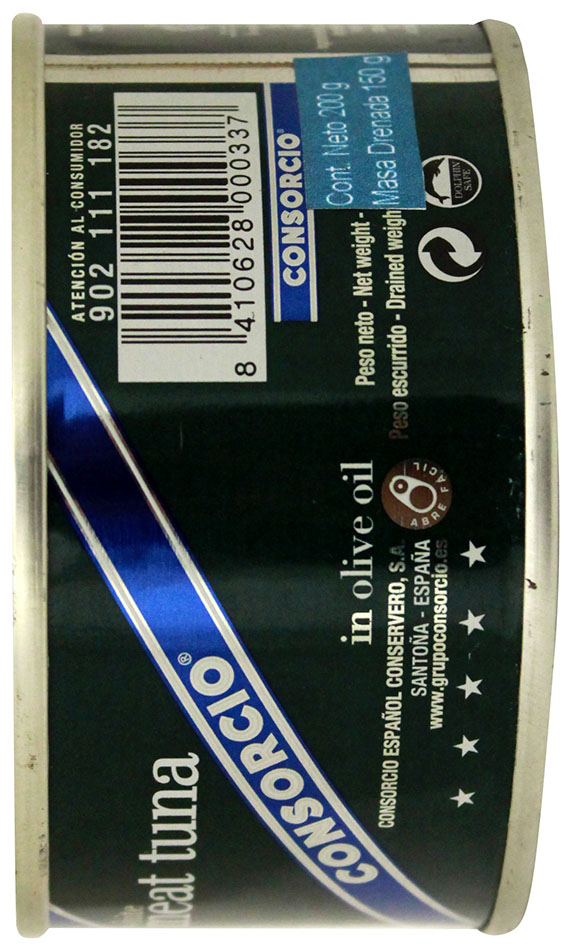 meat tuna
CONSORCIO®
in olive oil
CONSORCIO ESPAÑOL CONSERVERO, S.A.
SANTOÑA - ESPAÑA
www.grupoconsorcio.es
ABRE FACIL
ATENCIÓN AL CONSUMIDOR
902 111 182
8 410628 000337
CONSORCIO®
Cont. Neto 200 g
Masa Drenada 150 g
Peso neto - Net weight -
Peso escurrido - Drained weigh
DOLPHIN
SAFE